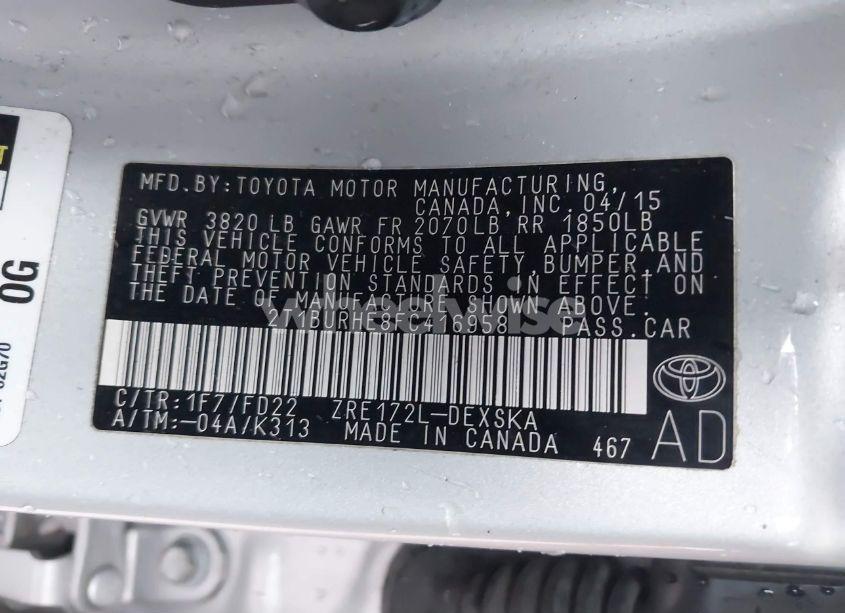 MFD.BY:TOYOTA MOTOR MANUFACTURING,
CANADA, INC. 04/15
GVWR 3820 LB GAWR FR 2070LB RR 1850LB
THIS VEHICLE CONFORMS TO ALL APPLICABLE
FEDERAL MOTOR VEHICLE SAFETY, BUMPER, AND
THEFT PREVENTION STANDARDS IN EFFECT ON
THE DATE OF MANUFACTURE SHOWN ABOVE.
PASS.CAR
C/TR:1F7/FD22 ZRE172L-DEXSKA
A/TM:-04A/K313 MADE IN CANADA 467
AD
OG
wheelwise